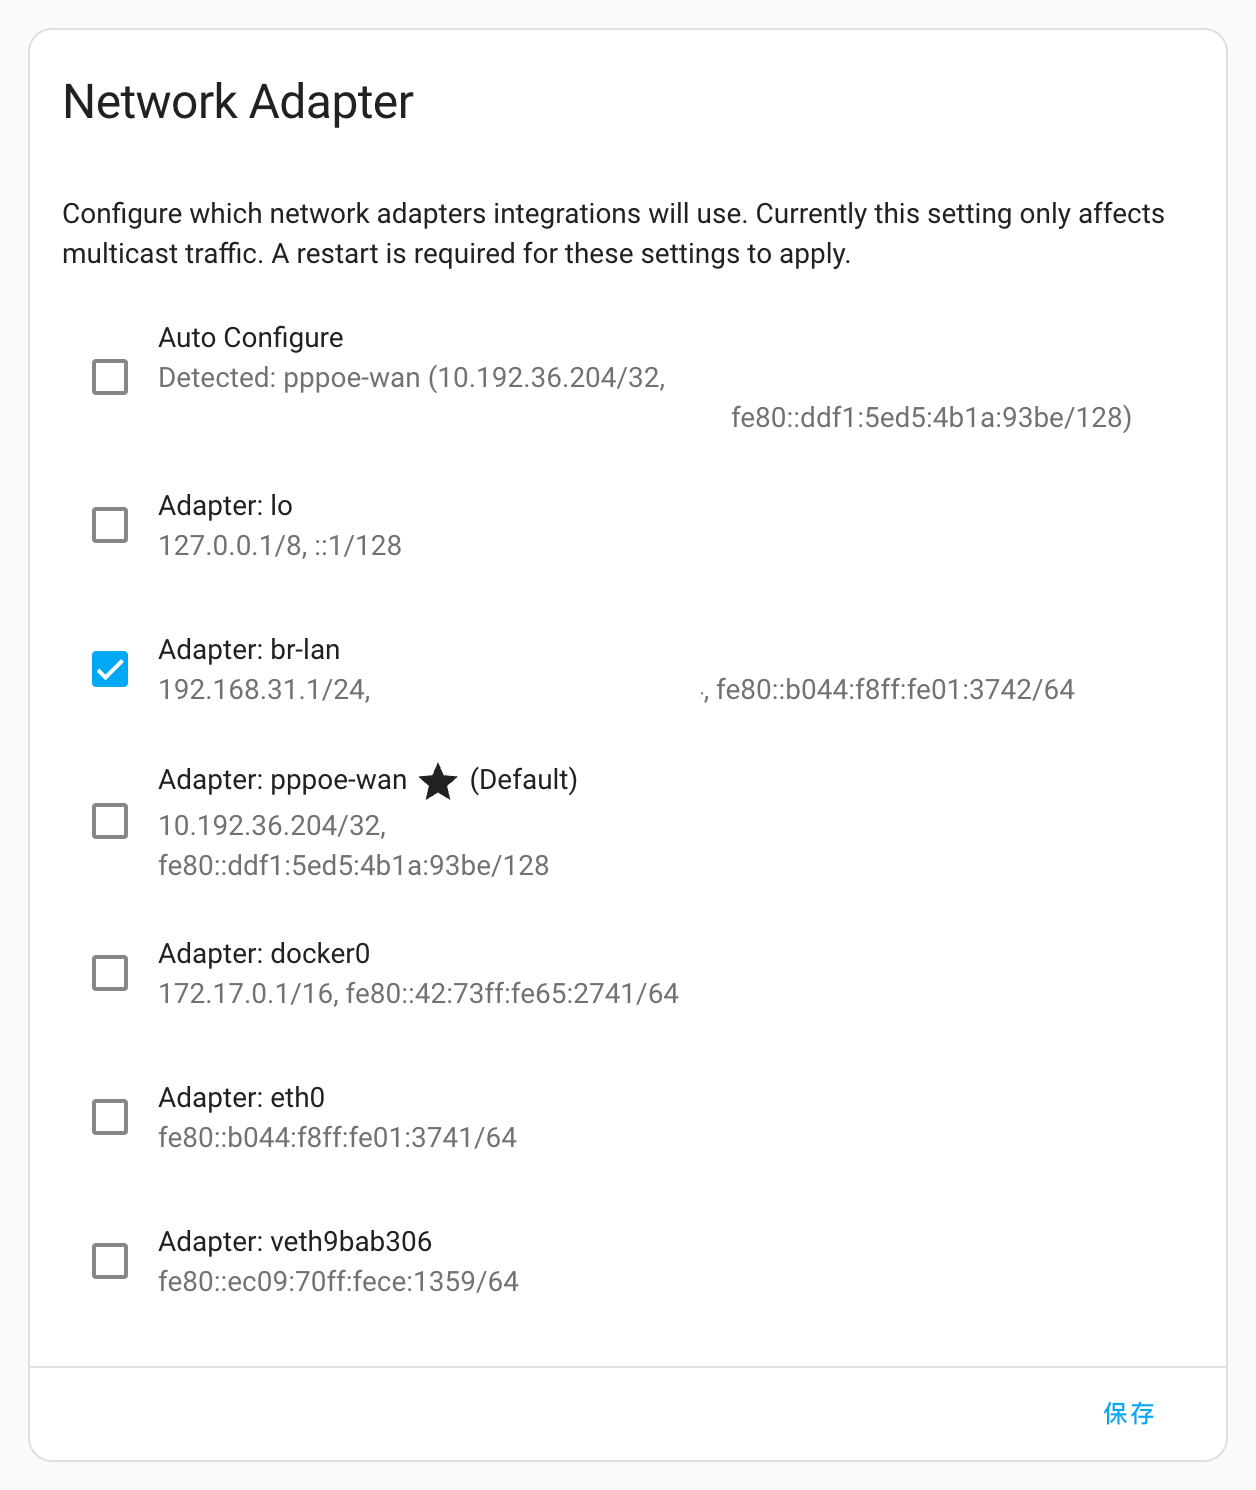 Network Adapter
Configure which network adapters integrations will use. Currently this setting only affects
multicast traffic. A restart is required for these settings to apply.
Auto Configure
Detected: pppoe-wan (10.192.36.204/32,
fe80::ddf1:5ed5:4b1a:93be/128)
Adapter: lo
127.0.0.1/8, ::1/128
Adapter: br-lan
192.168.31.1/24, , fe80::b044:f8ff:fe01:3742/64
Adapter: pppoe-wan ★ (Default)
10.192.36.204/32,
fe80::ddf1:5ed5:4b1a:93be/128
Adapter: docker0
172.17.0.1/16, fe80::42:73ff:fe65:2741/64
Adapter: eth0
fe80::b044:f8ff:fe01:3741/64
Adapter: veth9bab306
fe80::ec09:70ff:fece:1359/64
保存